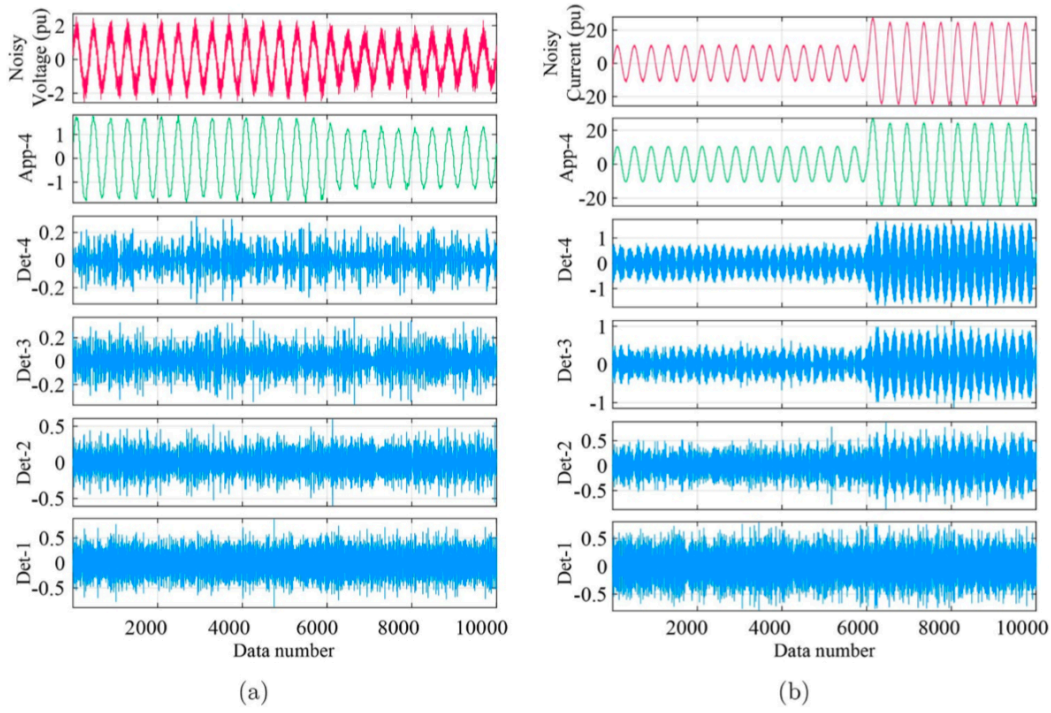 Noisy
Voltage (pu)
2
0
-2
App-4
1
0
-1
Det-4
0.2
0
-0.2
Det-3
0.2
0
-0.2
Det-2
0.5
0
-0.5
Det-1
0.5
0
-0.5
2000 4000 6000 8000 10000
Data number
(a)
Noisy
Current (pu)
20
0
-20
App-4
20
0
-20
Det-4
1
0
-1
Det-3
1
0
-1
Det-2
0.5
0
-0.5
Det-1
0.5
0
-0.5
2000 4000 6000 8000 10000
Data number
(b)